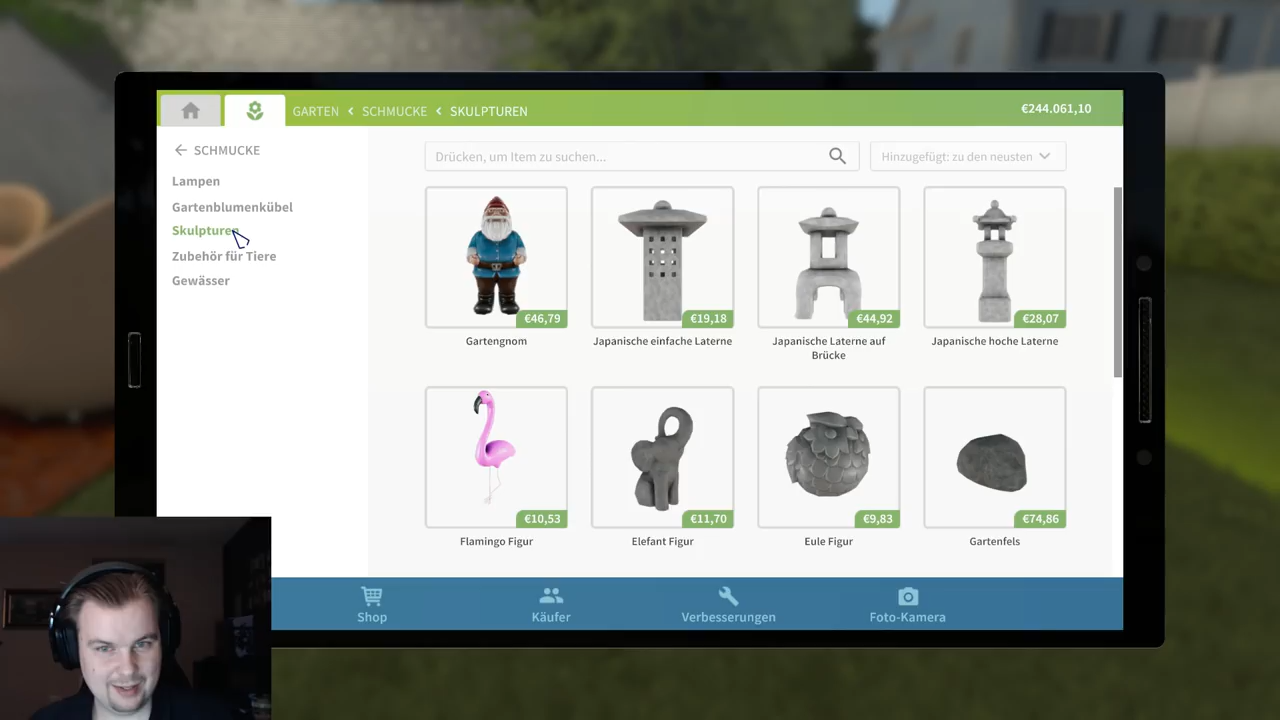 GARTEN < SCHMUCKE < SKULPTUREN
€244.061,10
← SCHMUCKE
Lampen
Gartenblumenkübel
Skulpturen
Zubehör für Tiere
Gewässer
Drücken, um Item zu suchen...
Hinzugefügt: zu den neusten
€46,79
€19,18
€44,92
€28,07
Gartengnom
Japanische einfache Laterne
Japanische Laterne auf
Brücke
Japanische hoche Laterne
€10,53
€11,70
€9,83
€74,86
Flamingo Figur
Elefant Figur
Eule Figur
Gartenfels
Shop
Käufer
Verbesserungen
Foto-Kamera